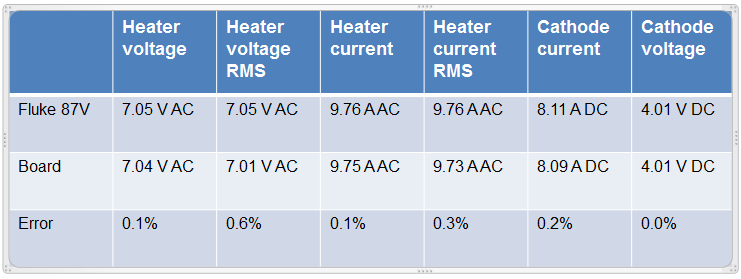 Heater voltage	Heater voltage RMS	Heater current	Heater current RMS	Cathode current	Cathode voltage
Fluke 87V	7.05 V AC	7.05 V AC	9.76 A AC	9.76 A AC	8.11 A DC	4.01 V DC
Board	7.04 V AC	7.01 V AC	9.75 A AC	9.73 A AC	8.09 A DC	4.01 V DC
Error	0.1%	0.6%	0.1%	0.3%	0.2%	0.0%